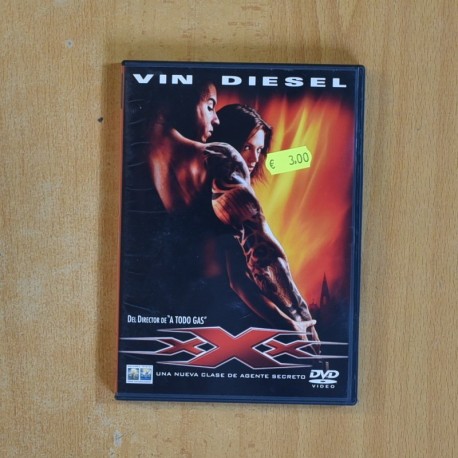 VIN DIESEL
€ 3.00
DEL DIRECTOR DE "A TODO GAS"
xXx
UNA NUEVA CLASE DE AGENTE SECRETO
DVD
VIDEO